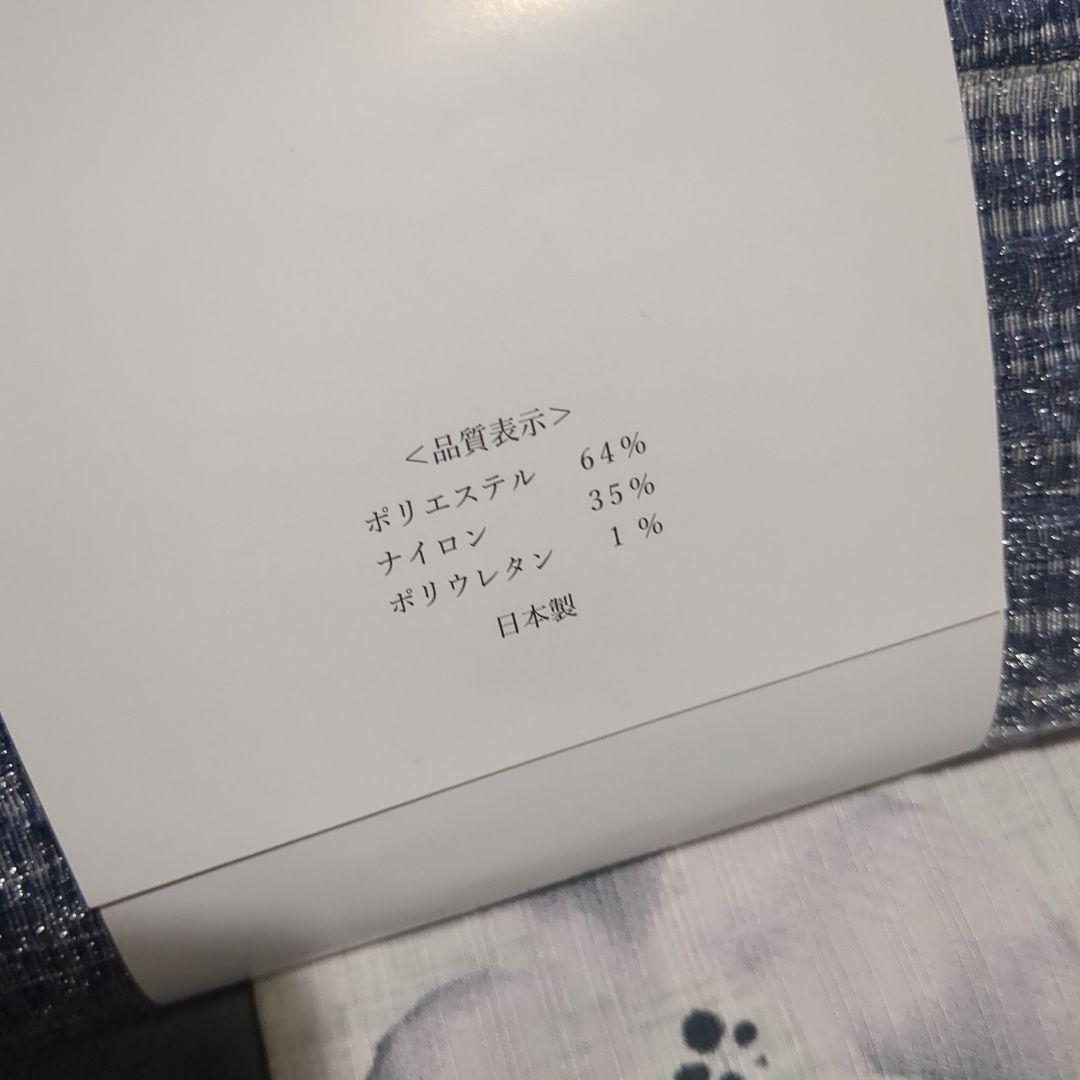 ＜品質表示＞
ポリエステル 64%
ナイロン 35%
ポリウレタン 1%
日本製